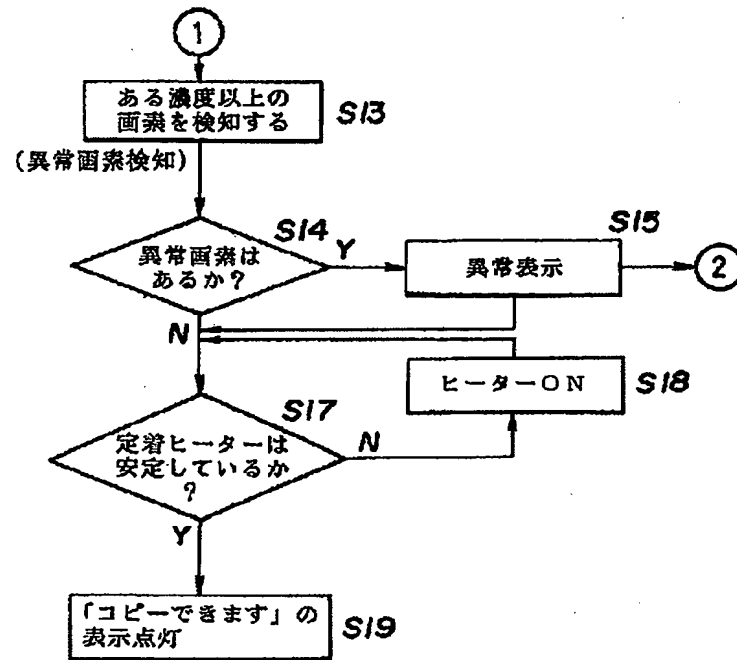 1
ある濃度以上の
画素を検知する
S13
(異常画素検知)
S14
異常画素は
あるか?
Y
N
S15
異常表示
2
ヒーターON
S18
S17
定着ヒーターは
安定しているか
?
N
Y
「コピーできます」の
表示点灯
S19